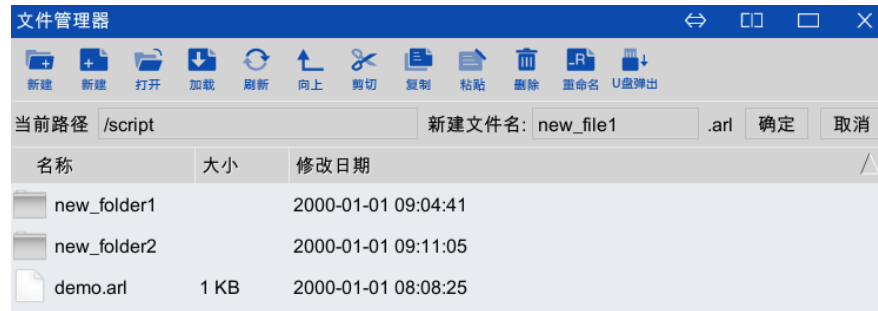 文件管理器
新建 新建 打开 加载 刷新 向上 剪切 复制 粘贴 删除 -R 重命名 U盘弹出
当前路径 /script 新建文件名: new_file1 .arl 确定 取消
名称 大小 修改日期
new_folder1 2000-01-01 09:04:41
new_folder2 2000-01-01 09:11:05
demo.arl 1 KB 2000-01-01 08:08:25